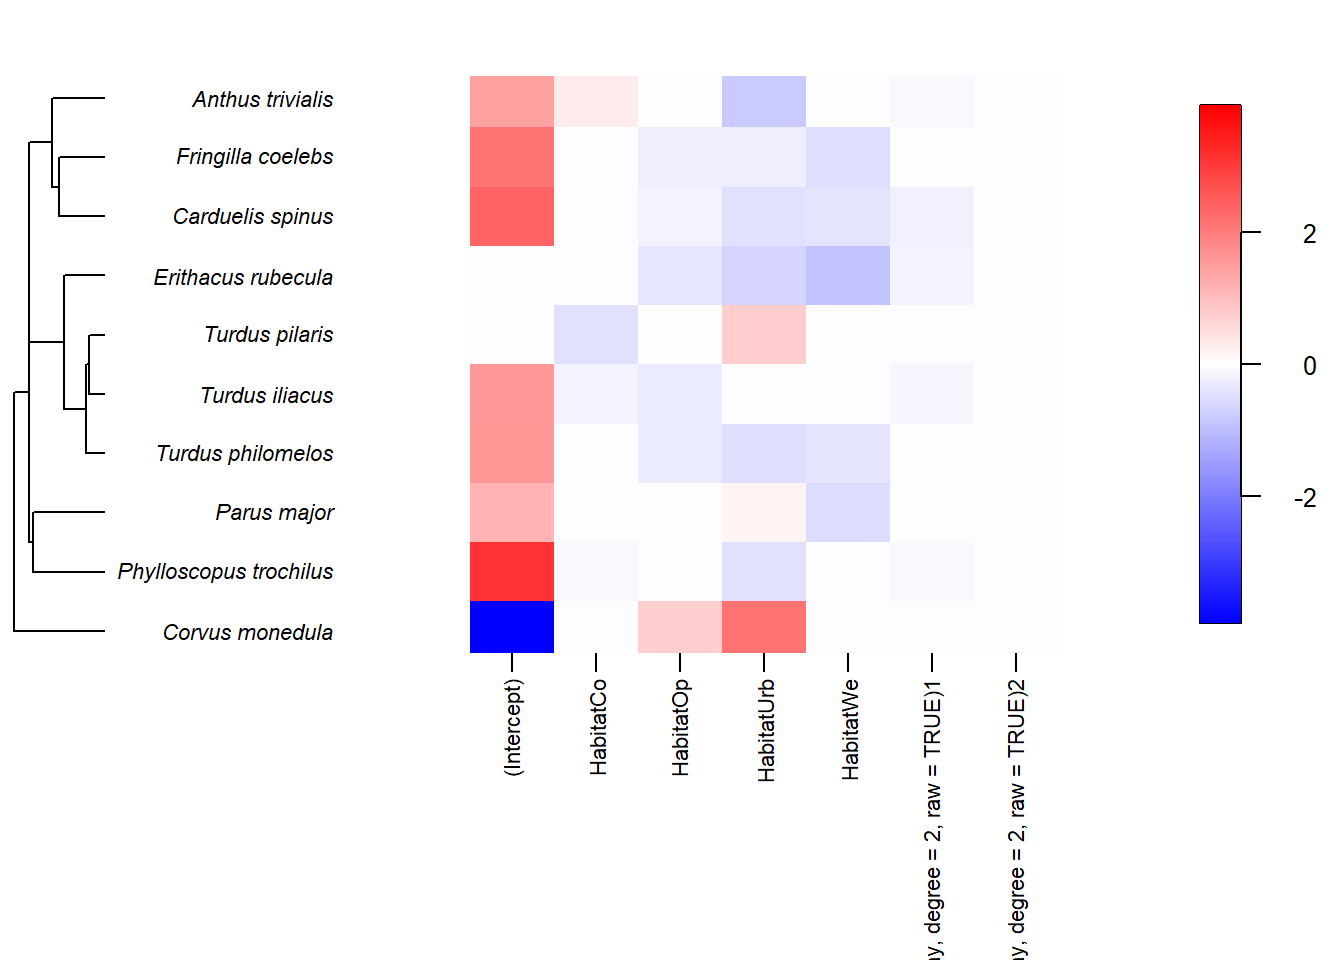 Anthus trivialis
Fringilla coelebs
Carduelis spinus
Erithacus rubecula
Turdus pilaris
Turdus iliacus
Turdus philomelos
Parus major
Phylloscopus trochilus
Corvus monedula
(Intercept)
HabitatCo
HabitatOp
HabitatUrb
HabitatWe
degree = 2, raw = TRUE)1
degree = 2, raw = TRUE)2
2
0
-2